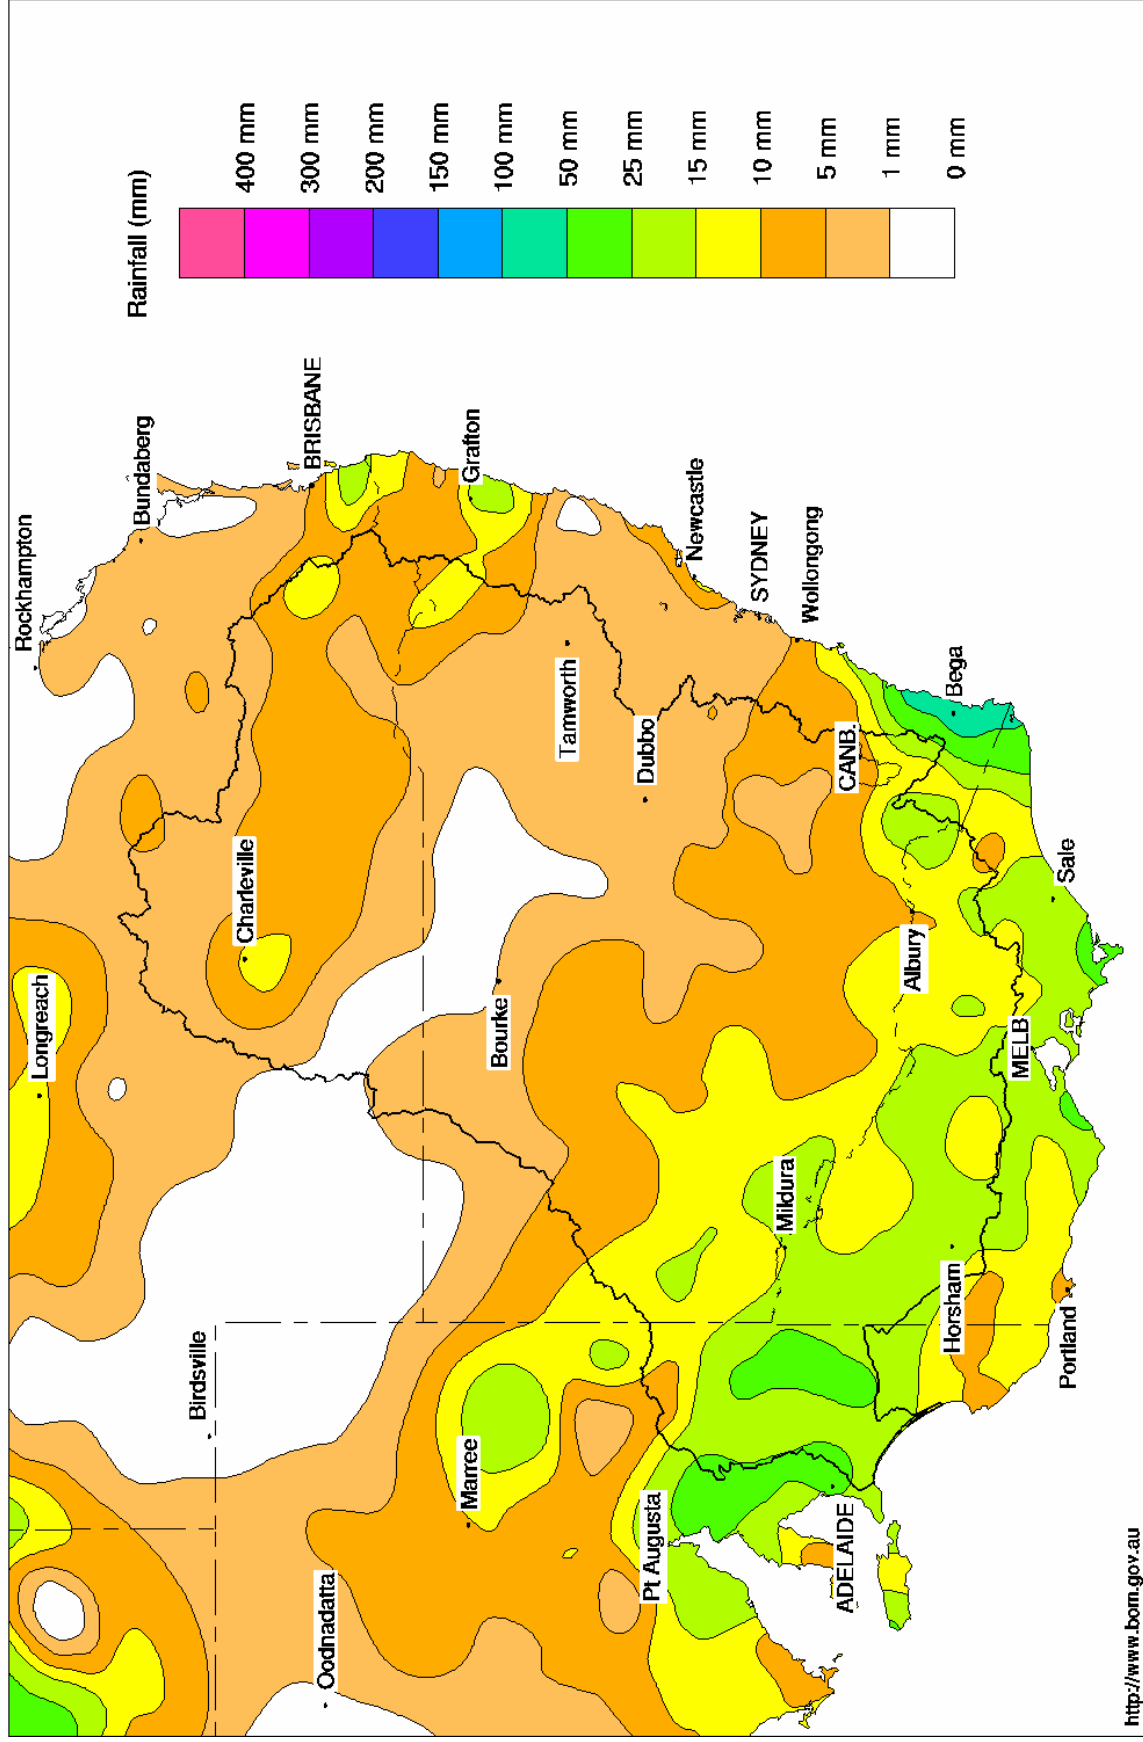 Rockhampton
Longreach
Bundaberg
Birdsville
Charleville
BRISBANE
Oodnadatta
Marree
Bourke
Grafton
Tamworth
Dubbo
Newcastle
Pt Augusta
SYDNEY
Mildura
Wollongong
ADELAIDE
CANB.
Albury
Horsham
Bega
MELB
Sale
Portland
Rainfall (mm)
400 mm
300 mm
200 mm
150 mm
100 mm
50 mm
25 mm
15 mm
10 mm
5 mm
1 mm
0 mm
http://www.bom.gov.au